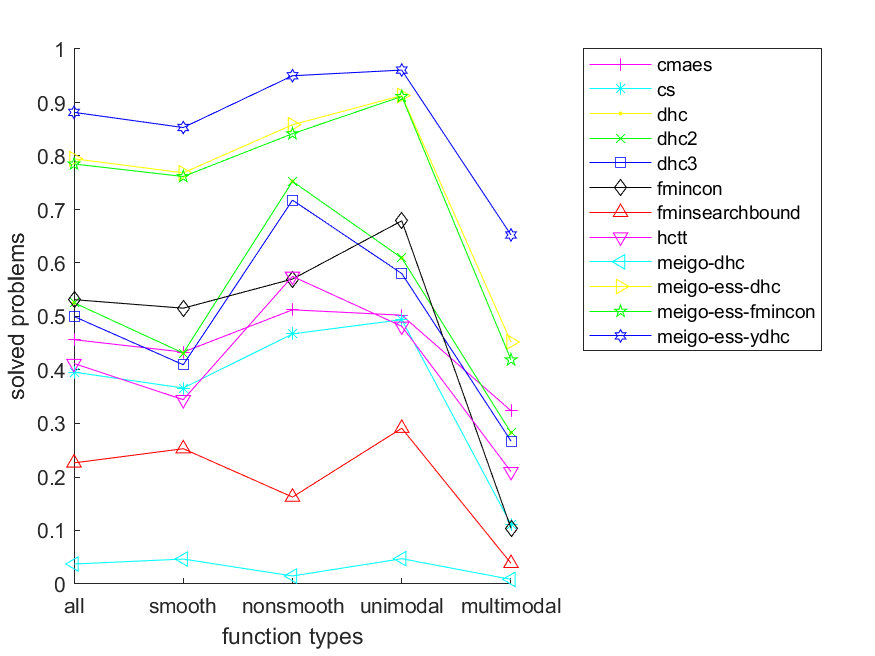 1
0.9
0.8
0.7
0.6
0.5
0.4
0.3
0.2
0.1
0
solved problems
all smooth nonsmooth unimodal multimodal
function types
cmaes
cs
dhc
dhc2
dhc3
fmincon
fminsearchbound
hctt
meigo-dhc
meigo-ess-dhc
meigo-ess-fmincon
meigo-ess-ydhc